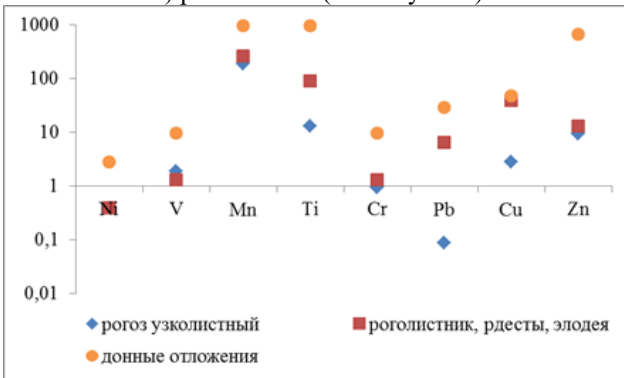 1000
100
10
1
0,1
0,01
Ni V Mn Ti Cr Pb Cu Zn
рогоз узколистный роголистник, рдесты, элодея
донные отложения